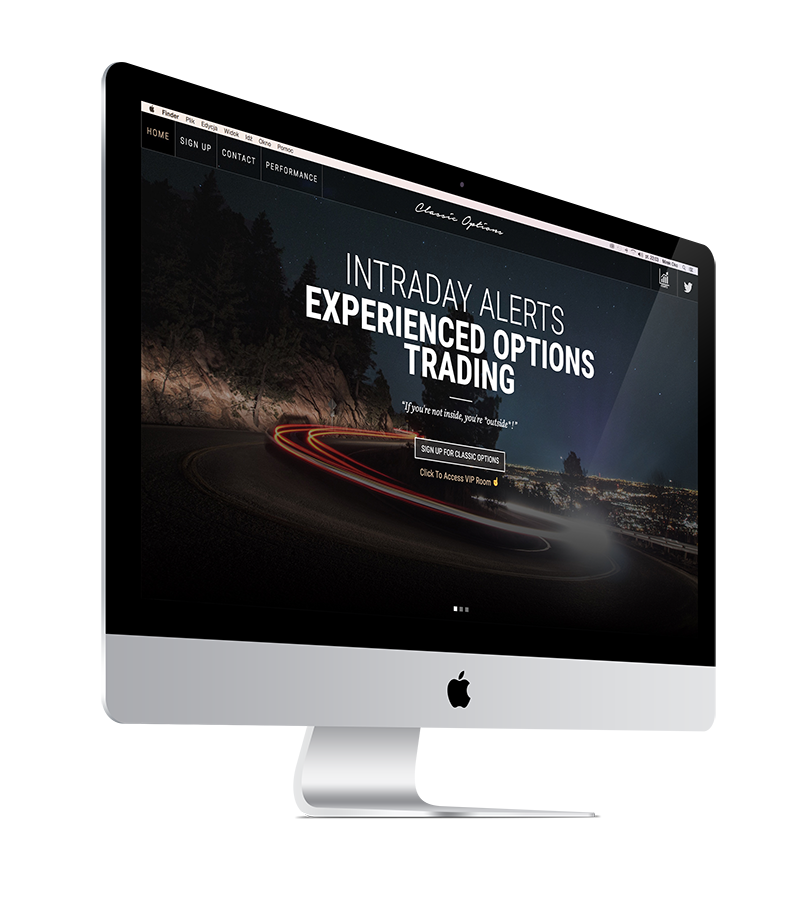 Finder Plik Edycja Widok Idź Okno Pomoc
HOME SIGN UP CONTACT PERFORMANCE
Classic Options
INTRADAY ALERTS
EXPERIENCED OPTIONS
TRADING
"If you're not inside, you're *outside*!"
SIGN UP FOR CLASSIC OPTIONS
Click To Access VIP Room